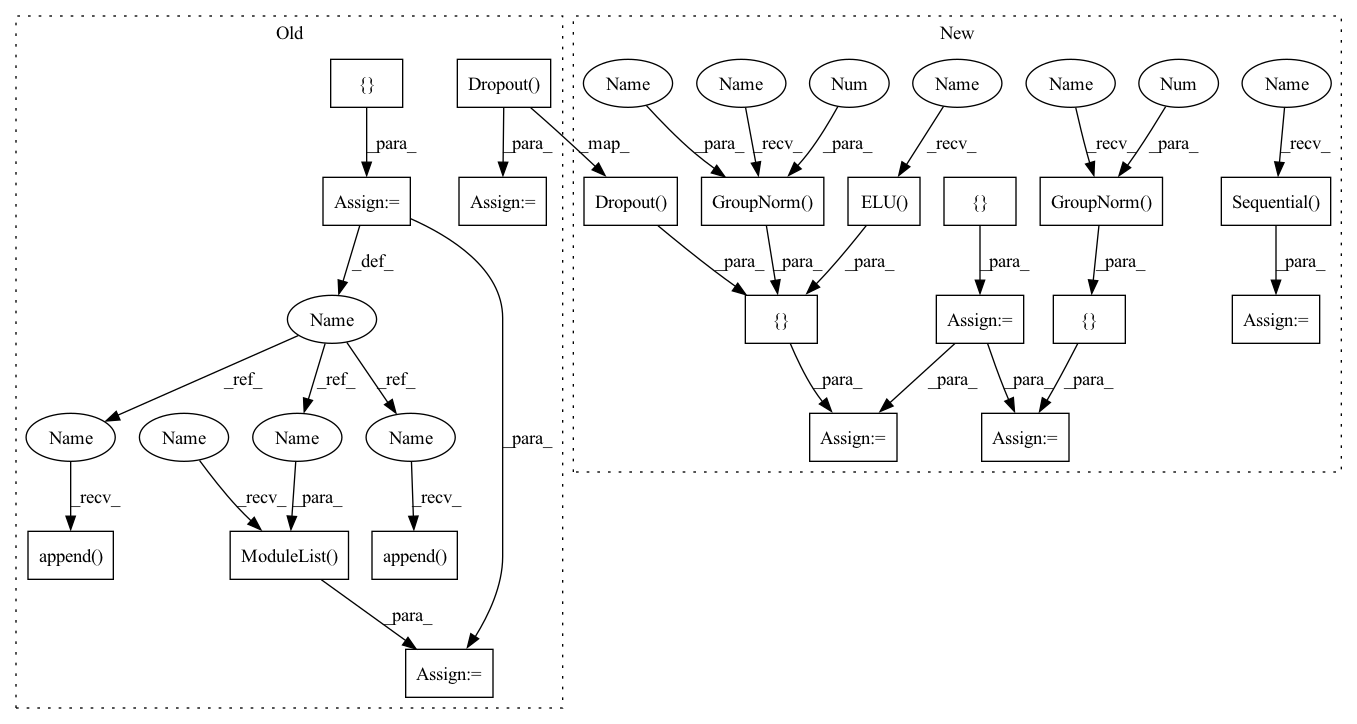 Old
New
{}
Dropout()
Name
Name
Num
Name
Name
Num
Name
_para_
_para_
_map_
_para_
_recv_
_para_
_recv_
_recv_
_para_
_recv_
Assign:=
Assign:=
Dropout()
GroupNorm()
ELU()
{}
GroupNorm()
Sequential()
_def_
_para_
_para_
_para_
_para_
_para_
_para_
Name
{}
Assign:=
{}
Assign:=
_ref_
_ref_
_ref_
_para_
_para_
_para_
_para_
Name
Name
Name
Name
_para_
Assign:=
Assign:=
_recv_
_recv_
_para_
_recv_
append()
ModuleList()
append()
_para_
Assign:=